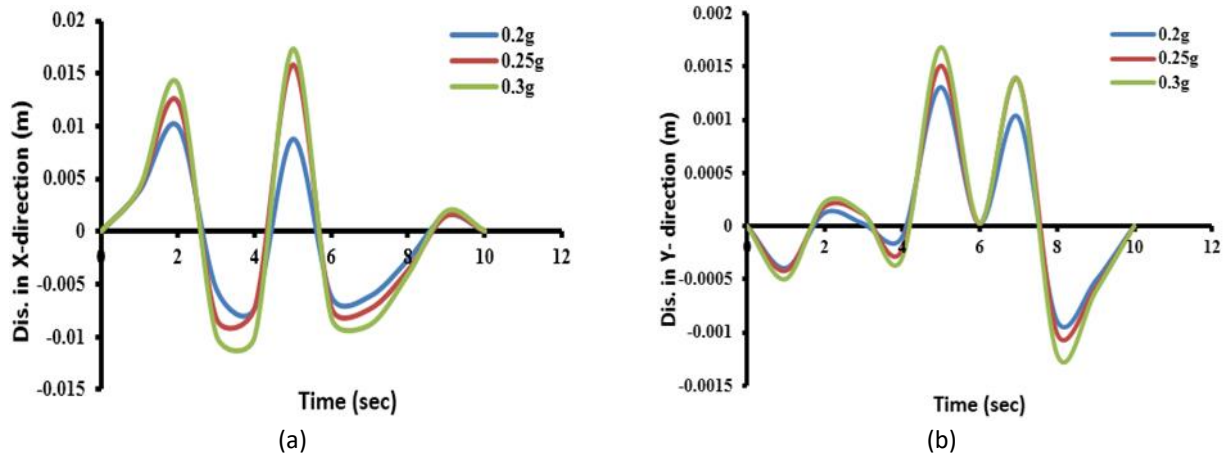 0.02
0.015
0.01
0.005
0
-0.005
-0.01
-0.015
Dis. in X-direction (m)
0 2 4 6 8 10 12
Time (sec)
0.2g
0.25g
0.3g
(a)
0.002
0.0015
0.001
0.0005
0
-0.0005
-0.001
-0.0015
Dis. in Y- direction (m)
0 2 4 6 8 10 12
Time (sec)
0.2g
0.25g
0.3g
(b)